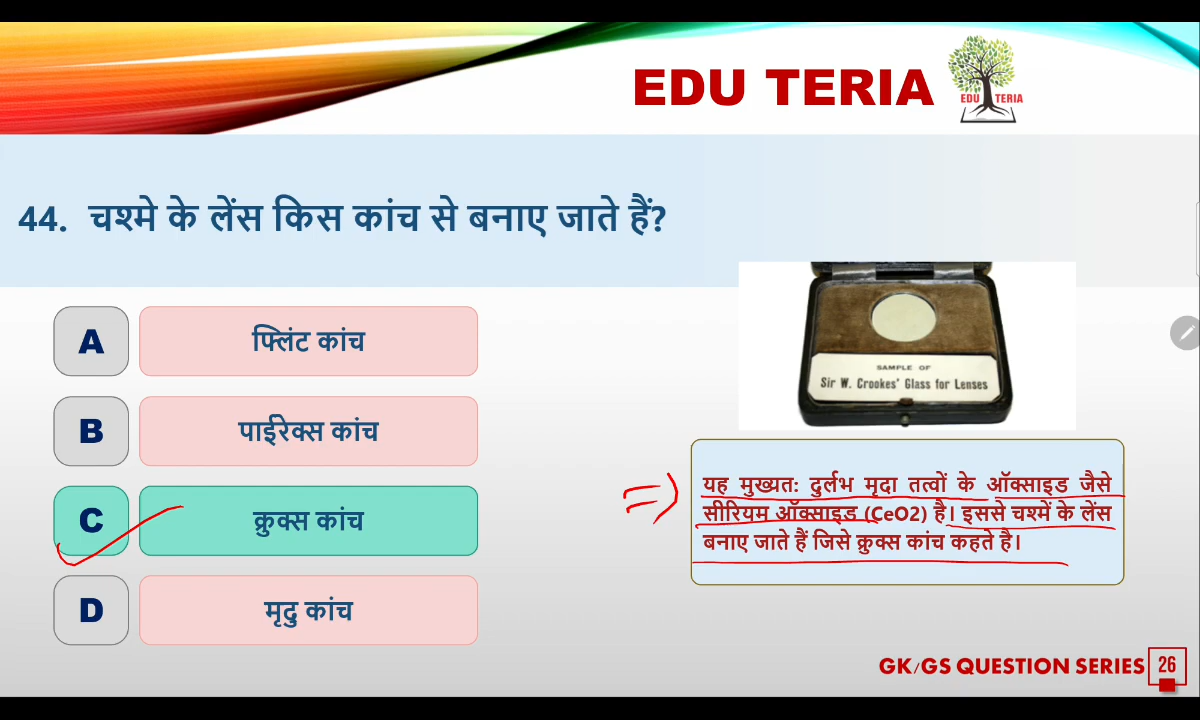 EDU TERIA
EDU TERIA
44. चश्मे के लेंस किस कांच से बनाए जाते हैं?
A फ्लिंट कांच
B पाईरेक्स कांच
C क्रुक्स कांच
D मृदु कांच
SAMPLE OF
Sir W. Crookes' Glass for Lenses
यह मुख्यत: दुर्लभ मृदा तत्वों के ऑक्साइड जैसे
सीरियम ऑक्साइड (CeO2) है। इससे चश्में के लेंस
बनाए जाते हैं जिसे क्रुक्स कांच कहते है।
GK/GS QUESTION SERIES 26